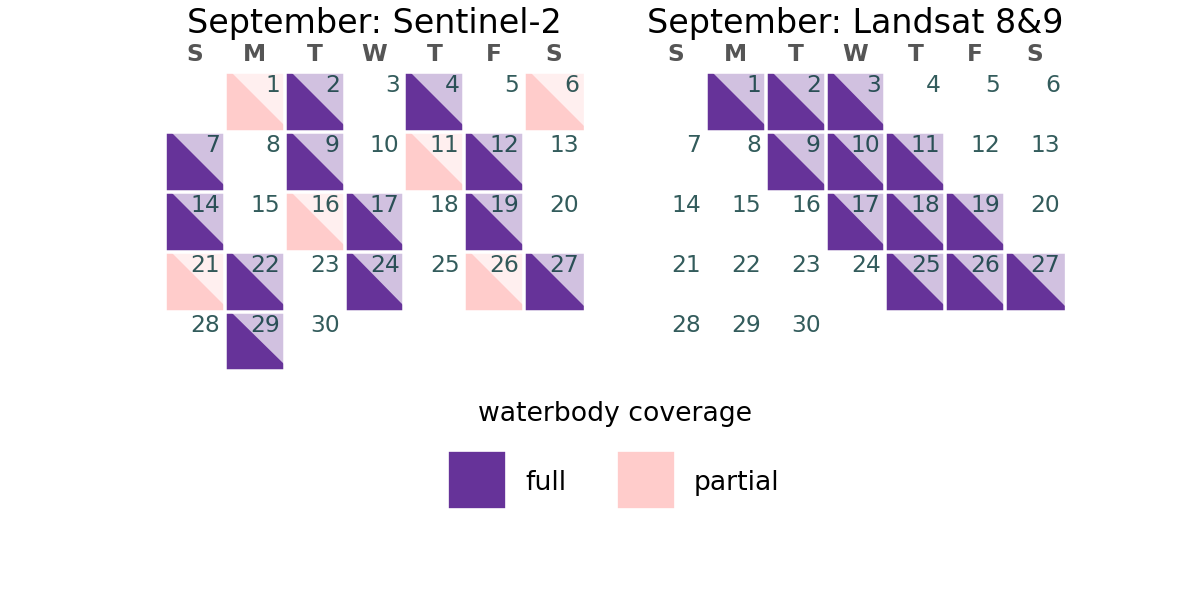 September: Sentinel-2
S M T W T F S
1 2 3 4 5 6
7 8 9 10 11 12 13
14 15 16 17 18 19 20
21 22 23 24 25 26 27
28 29 30
September: Landsat 8&9
S M T W T F S
1 2 3 4 5 6
7 8 9 10 11 12 13
14 15 16 17 18 19 20
21 22 23 24 25 26 27
28 29 30
waterbody coverage
full partial